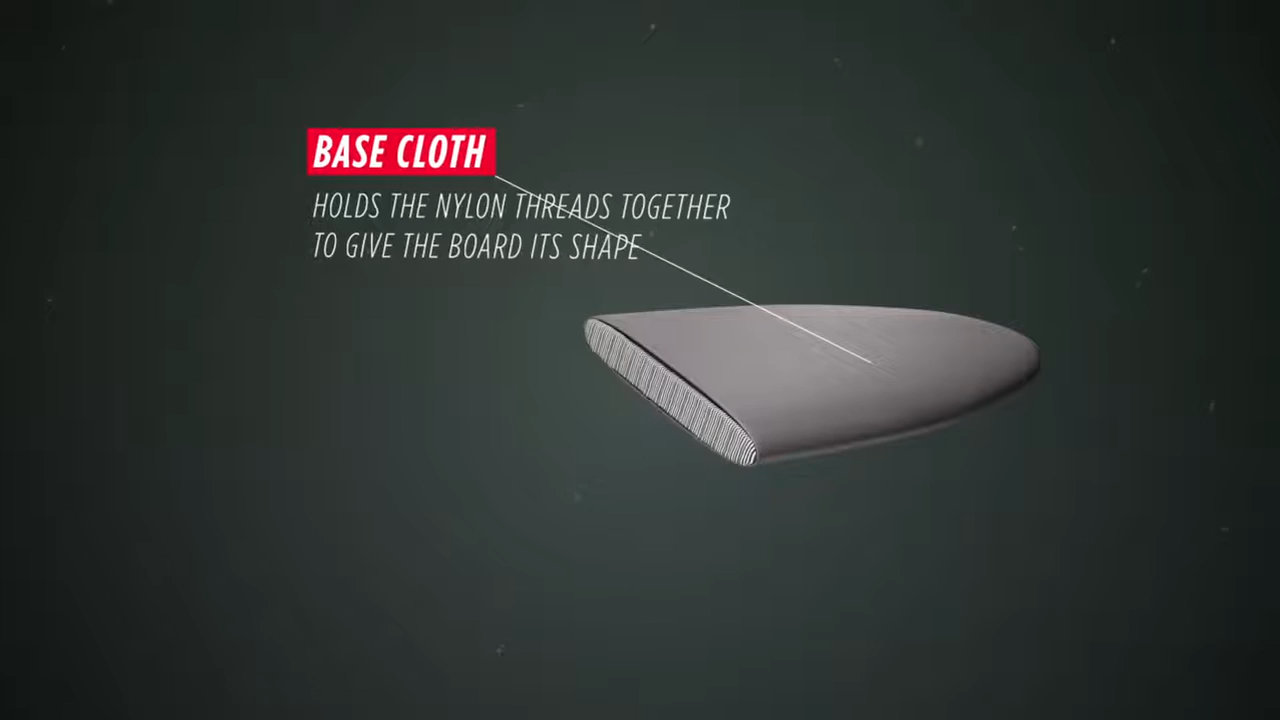 BASE CLOTH
HOLDS THE NYLON THREADS TOGETHER
TO GIVE THE BOARD ITS SHAPE